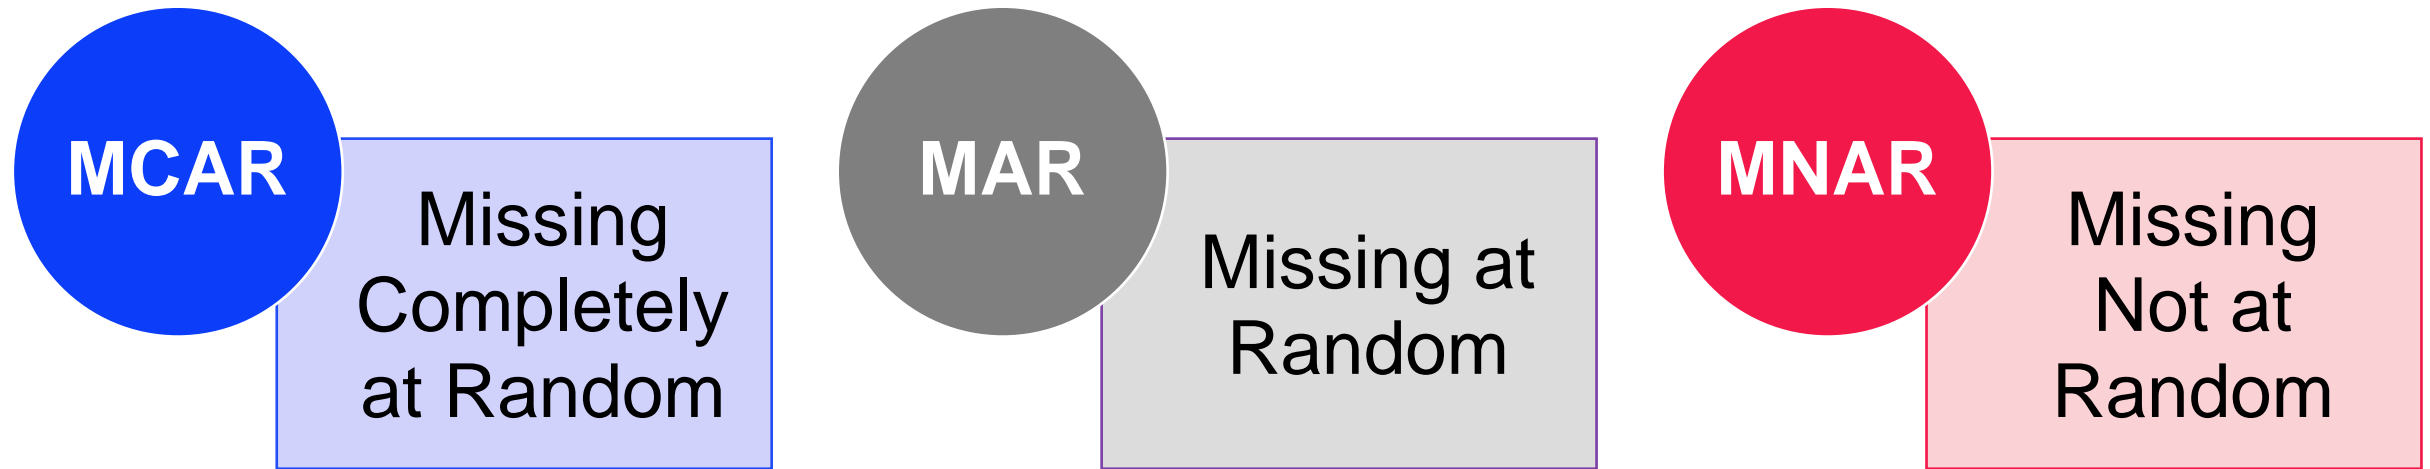 MCAR
Missing
Completely
at Random
MAR
Missing at
Random
MNAR
Missing
Not at
Random